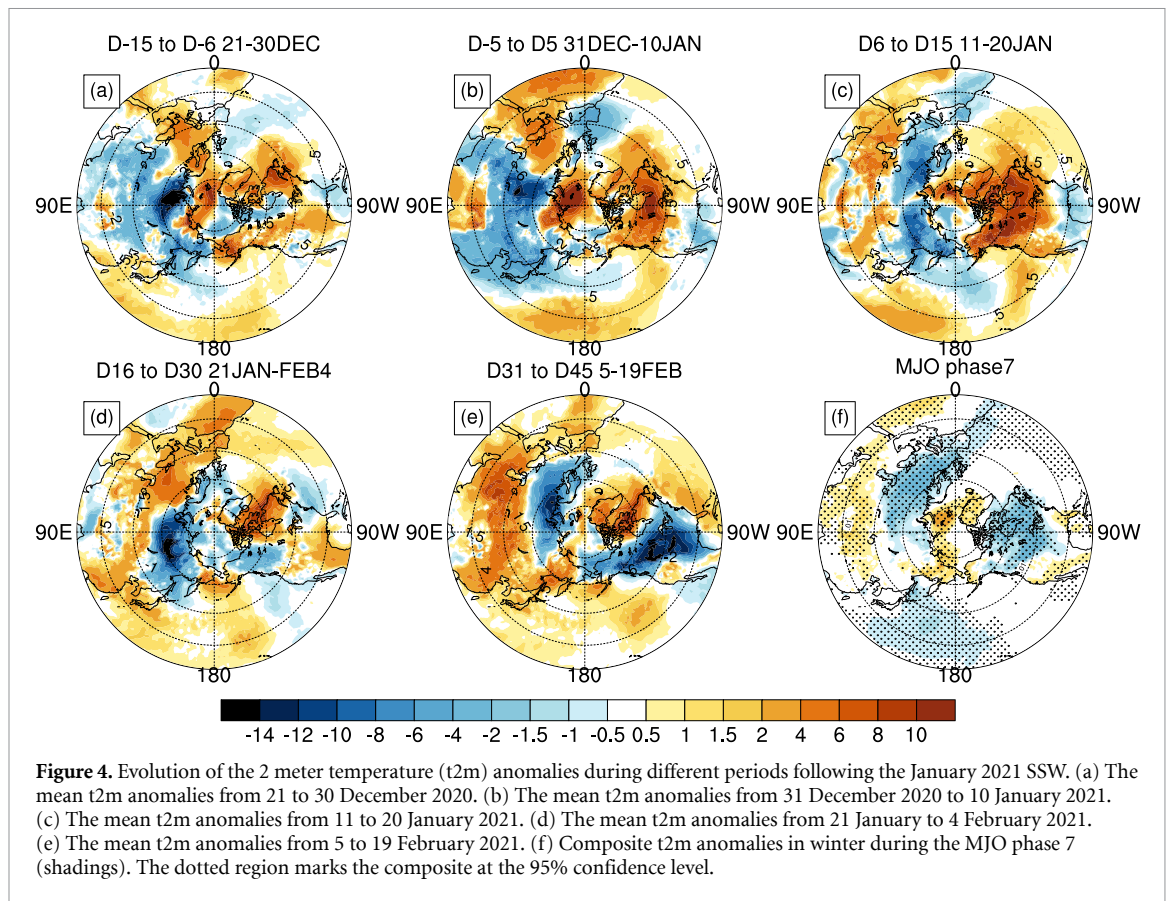 D-15 to D-6 21-30DEC
D-5 to D5 31DEC-10JAN
D6 to D15 11-20JAN
0
0
0
(a)
(b)
(c)
90E
90W
90W
90W
180
180
180
D16 to D30 21JAN-FEB4
D31 to D45 5-19FEB
MJO phase7
0
0
0
(d)
(e)
(f)
90E
90W
90W
90W
180
180
180
-14 -12 -10 -8 -6 -4 -2 -1.5 -1 -0.5 0.5 1 1.5 2 4 6 8 10
Figure 4. Evolution of the 2 meter temperature (t2m) anomalies during different periods following the January 2021 SSW. (a) The
mean t2m anomalies from 21 to 30 December 2020. (b) The mean t2m anomalies from 31 December 2020 to 10 January 2021.
(c) The mean t2m anomalies from 11 to 20 January 2021. (d) The mean t2m anomalies from 21 January to 4 February 2021.
(e) The mean t2m anomalies from 5 to 19 February 2021. (f) Composite t2m anomalies in winter during the MJO phase 7
(shadings). The dotted region marks the composite at the 95% confidence level.